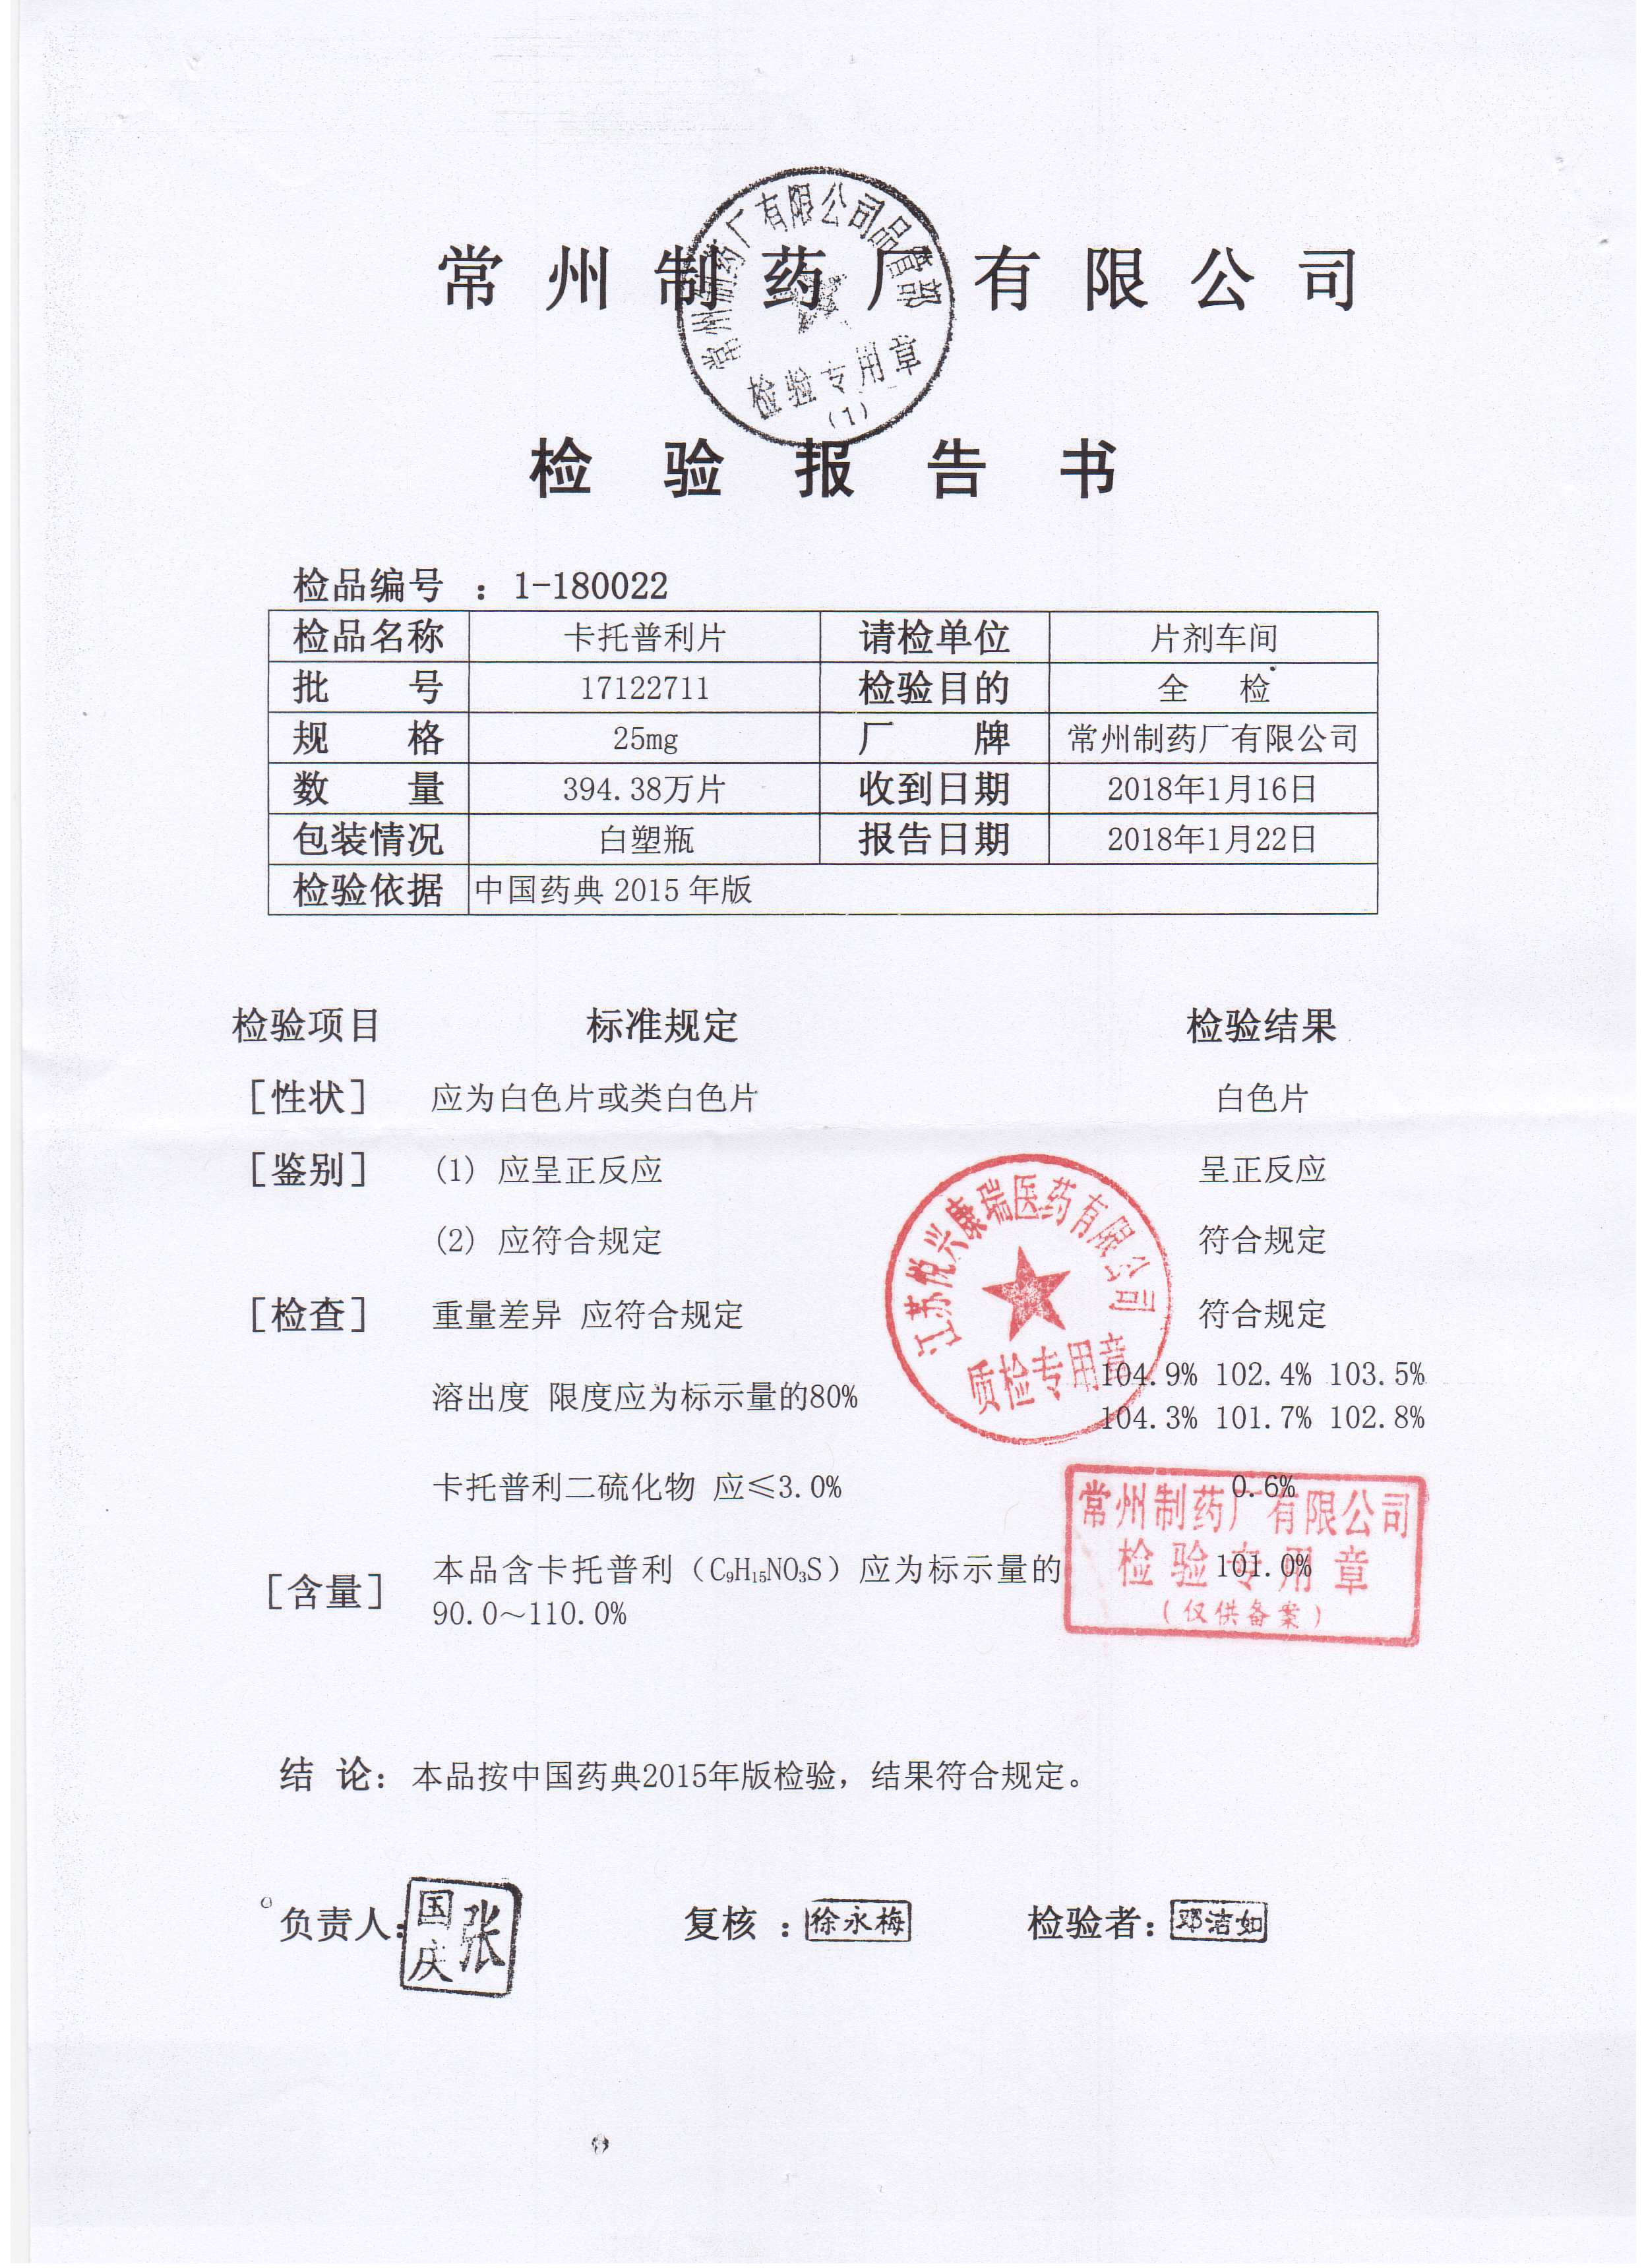 常州制药厂有限公司
常州制药厂有限公司品管部
检验专用章
(1)
检验报告书
检品编号 : 1-180022
检品名称 卡托普利片 请检单位 片剂车间
批 号 17122711 检验目的 全 检
规 格 25mg 厂 牌 常州制药厂有限公司
数 量 394.38万片 收到日期 2018年1月16日
包装情况 白塑瓶 报告日期 2018年1月22日
检验依据 中国药典 2015 年版
检验项目 标准规定 检验结果
[性状] 应为白色片或类白色片 白色片
[鉴别] (1) 应呈正反应 呈正反应
(2) 应符合规定 符合规定
[检查] 重量差异 应符合规定 符合规定
江苏悦兴康瑞医药有限公司
质检专用章
104.9% 102.4% 103.5%
溶出度 限度应为标示量的80%
104.3% 101.7% 102.8%
卡托普利二硫化物 应≤3.0% 0.6%
常州制药厂有限公司
检验专用章
(仅供备案)
[含量] 本品含卡托普利（C₉H₁₅NO₃S）应为标示量的 101.0%
90.0～110.0%
结 论: 本品按中国药典2015年版检验，结果符合规定。
负责人: 张国庆 复核 : 徐永梅 检验者: 邓洁如